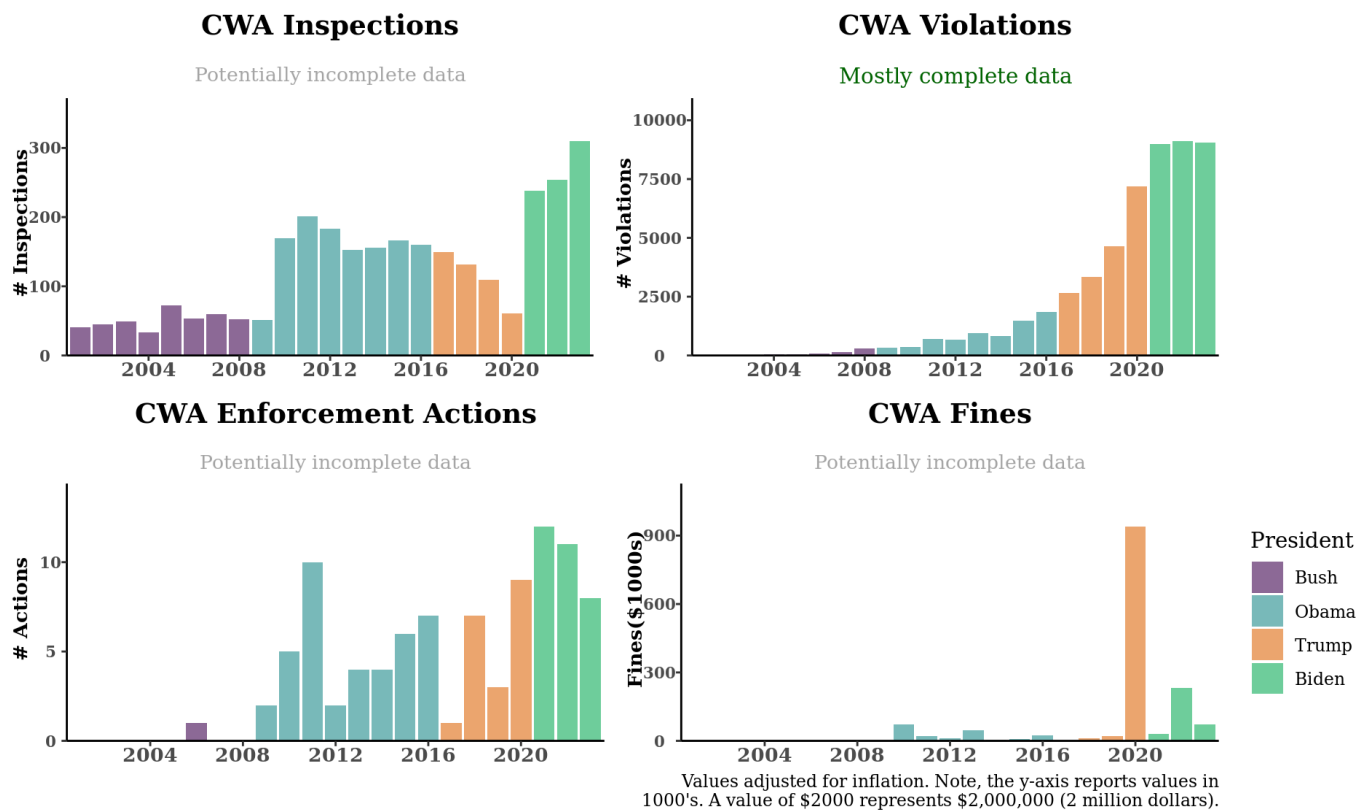 CWA Inspections
Potentially incomplete data
# Inspections
300
200
100
0
2004
2008
2012
2016
2020
CWA Violations
Mostly complete data
# Violations
10000
7500
5000
2500
0
2004
2008
2012
2016
2020
CWA Enforcement Actions
Potentially incomplete data
# Actions
10
5
0
2004
2008
2012
2016
2020
CWA Fines
Potentially incomplete data
Fines($1000s)
900
600
300
0
2004
2008
2012
2016
2020
President
Bush
Obama
Trump
Biden
Values adjusted for inflation. Note, the y-axis reports values in
1000's. A value of $2000 represents $2,000,000 (2 million dollars).